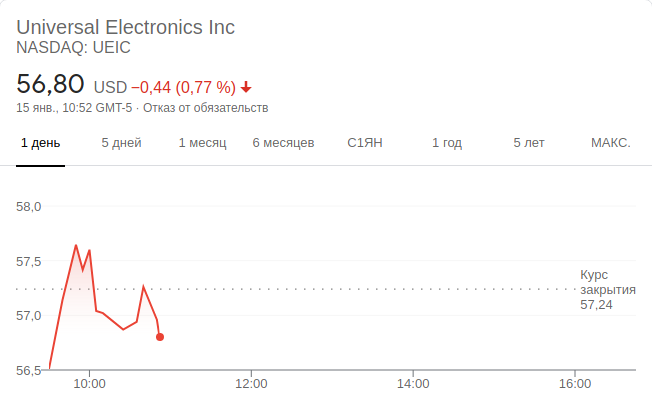 Universal Electronics Inc
NASDAQ: UEIC
56,80 USD −0,44 (0,77 %)
15 янв., 10:52 GMT-5 · Отказ от обязательств
1 день 5 дней 1 месяц 6 месяцев С1ЯН 1 год 5 лет МАКС.
58,0
57,5
Курс
закрытия
57,24
57,0
56,5
10:00 12:00 14:00 16:00